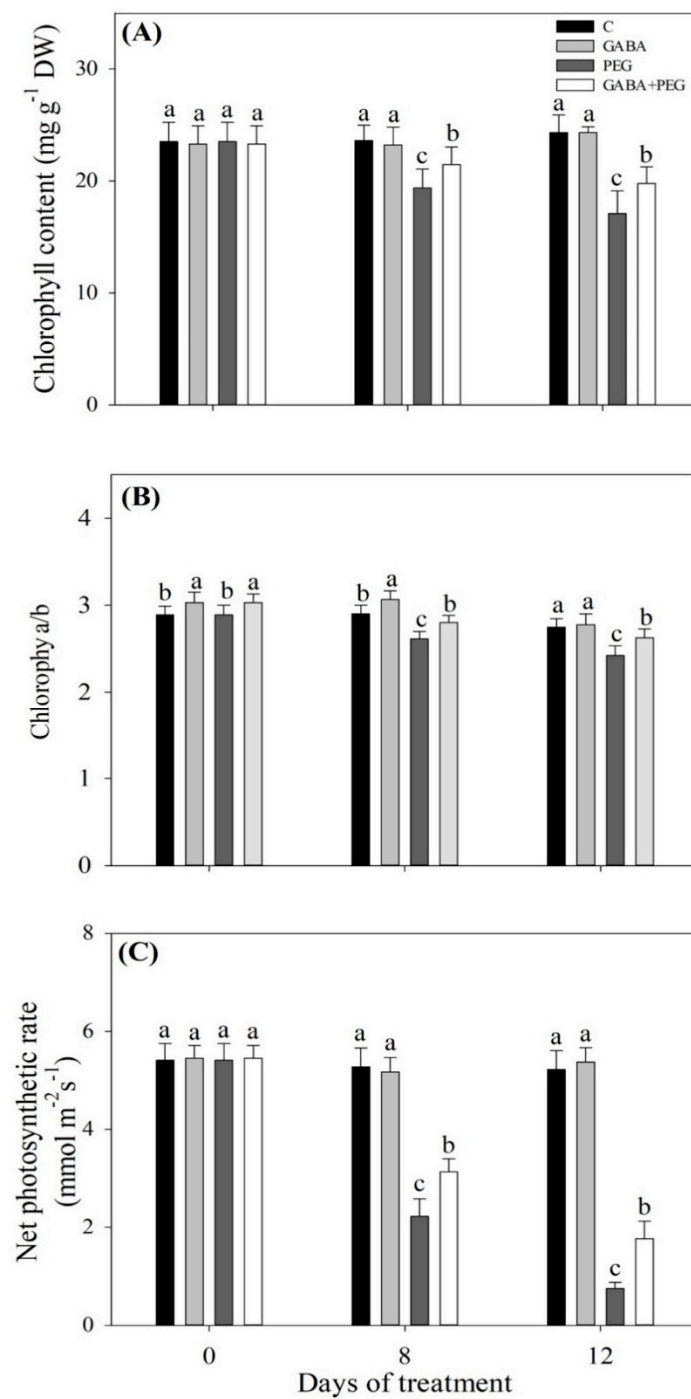 (A)
C
GABA
PEG
GABA+PEG
Chlorophyll content (mg g⁻¹ DW)
30
20
10
0
a a a a
a a c b
a a c b
(B)
Chlorophy a/b
4
3
2
1
0
b a b a
b a c b
a a c b
(C)
Net photosynthetic rate
(mmol m⁻²s⁻¹)
8
6
4
2
0
a a a a
a a c b
a a c b
0 8 12
Days of treatment